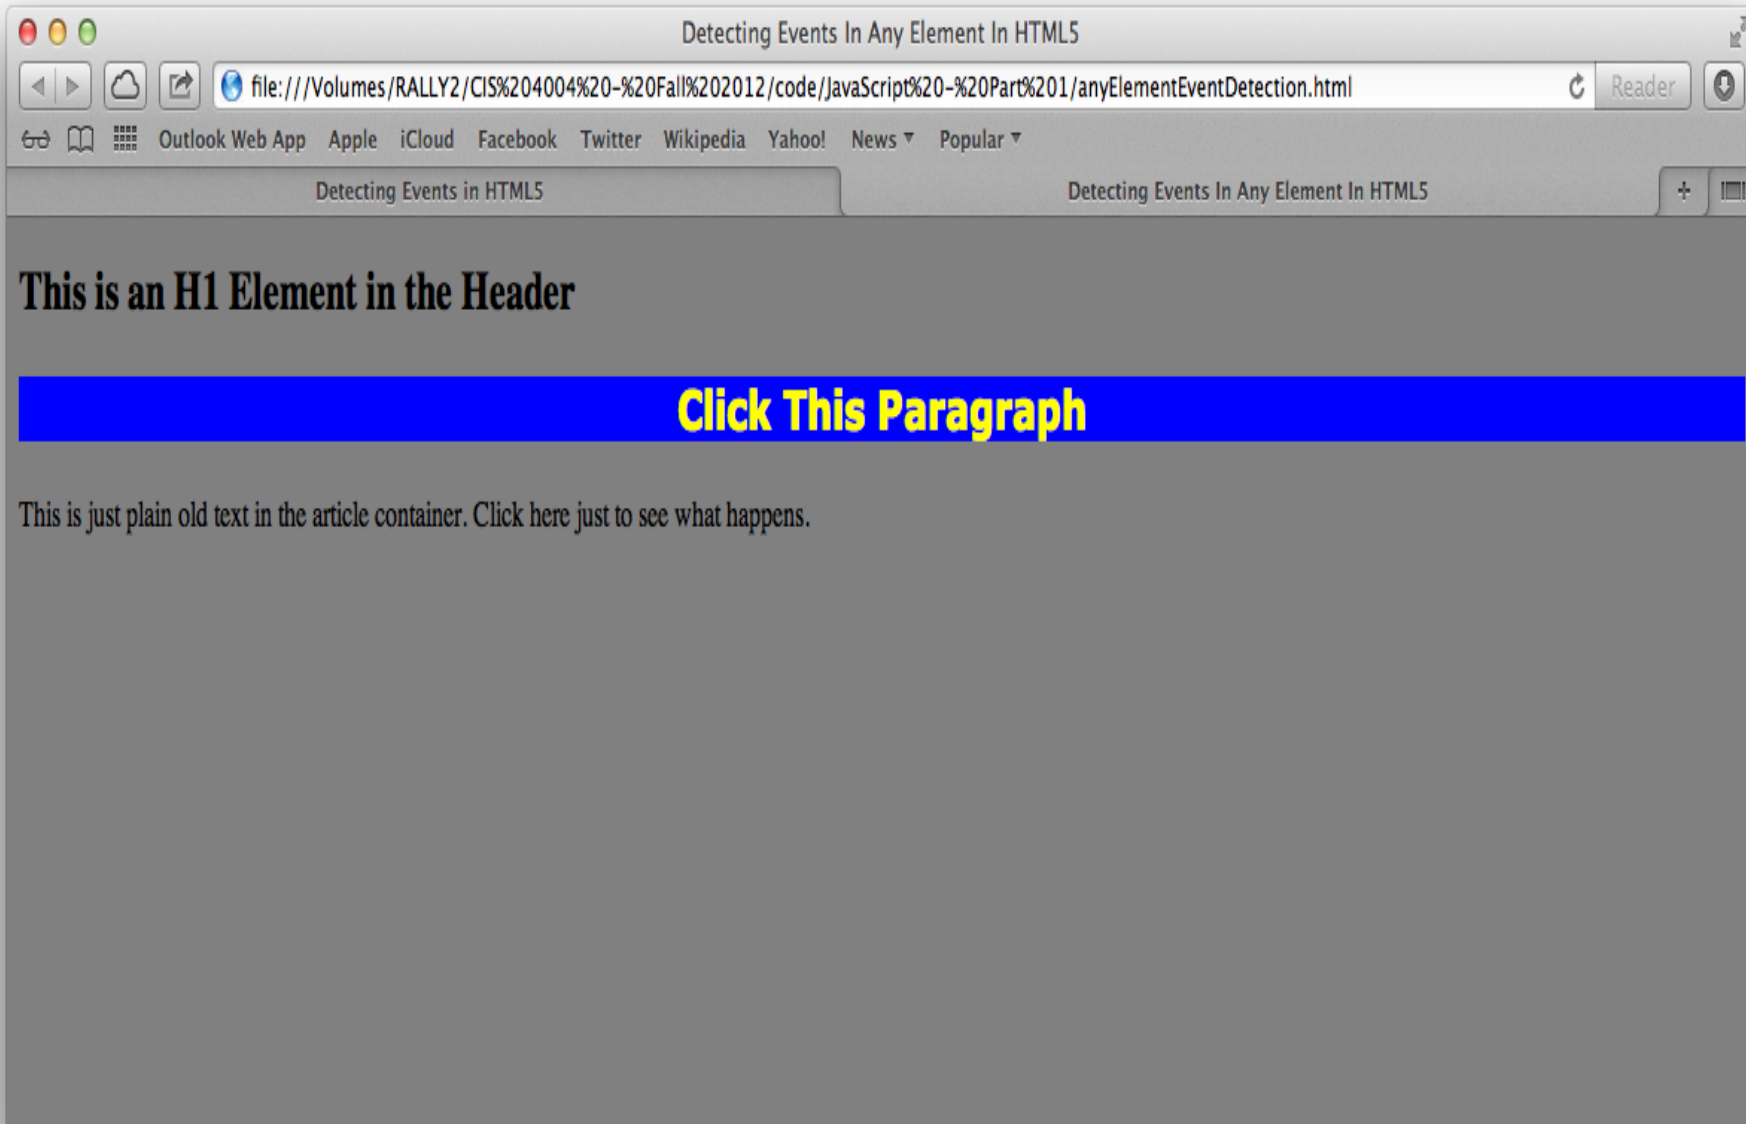 Detecting Events In Any Element In HTML5
file:///Volumes/RALLY2/CIS%204004%20-%20Fall%202012/code/JavaScript%20-%20Part%201/anyElementEventDetection.html
Reader
Outlook Web App Apple iCloud Facebook Twitter Wikipedia Yahoo! News Popular
Detecting Events in HTML5 Detecting Events In Any Element In HTML5
This is an H1 Element in the Header
Click This Paragraph
This is just plain old text in the article container. Click here just to see what happens.